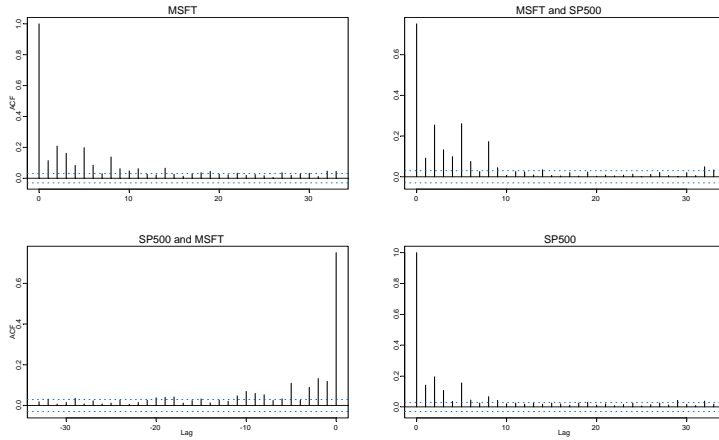 MSFT
ACF
0.0 0.2 0.4 0.6 0.8 1.0
0 10 20 30
MSFT and SP500
0.0 0.2 0.4 0.6
0 10 20 30
SP500 and MSFT
ACF
0.0 0.2 0.4 0.6
-30 -20 -10 0
Lag
SP500
0.0 0.2 0.4 0.6 0.8 1.0
0 10 20 30
Lag